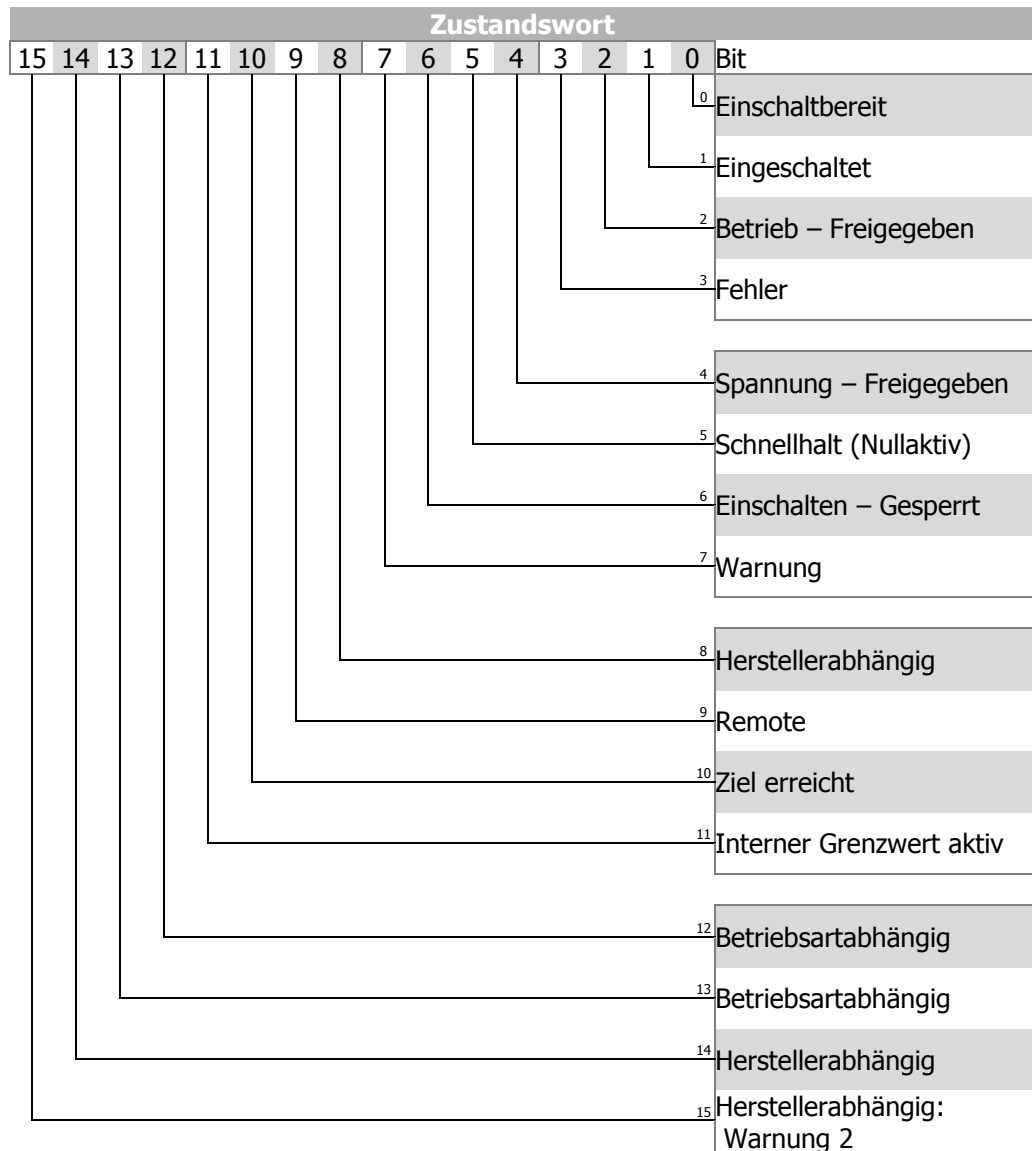 Zustandswort
15 14 13 12 11 10 9 8 7 6 5 4 3 2 1 0 Bit
0 Einschaltbereit
1 Eingeschaltet
2 Betrieb – Freigegeben
3 Fehler
4 Spannung – Freigegeben
5 Schnellhalt (Nullaktiv)
6 Einschalten – Gesperrt
7 Warnung
8 Herstellerabhängig
9 Remote
10 Ziel erreicht
11 Interner Grenzwert aktiv
12 Betriebsartabhängig
13 Betriebsartabhängig
14 Herstellerabhängig
15 Herstellerabhängig:
Warnung 2